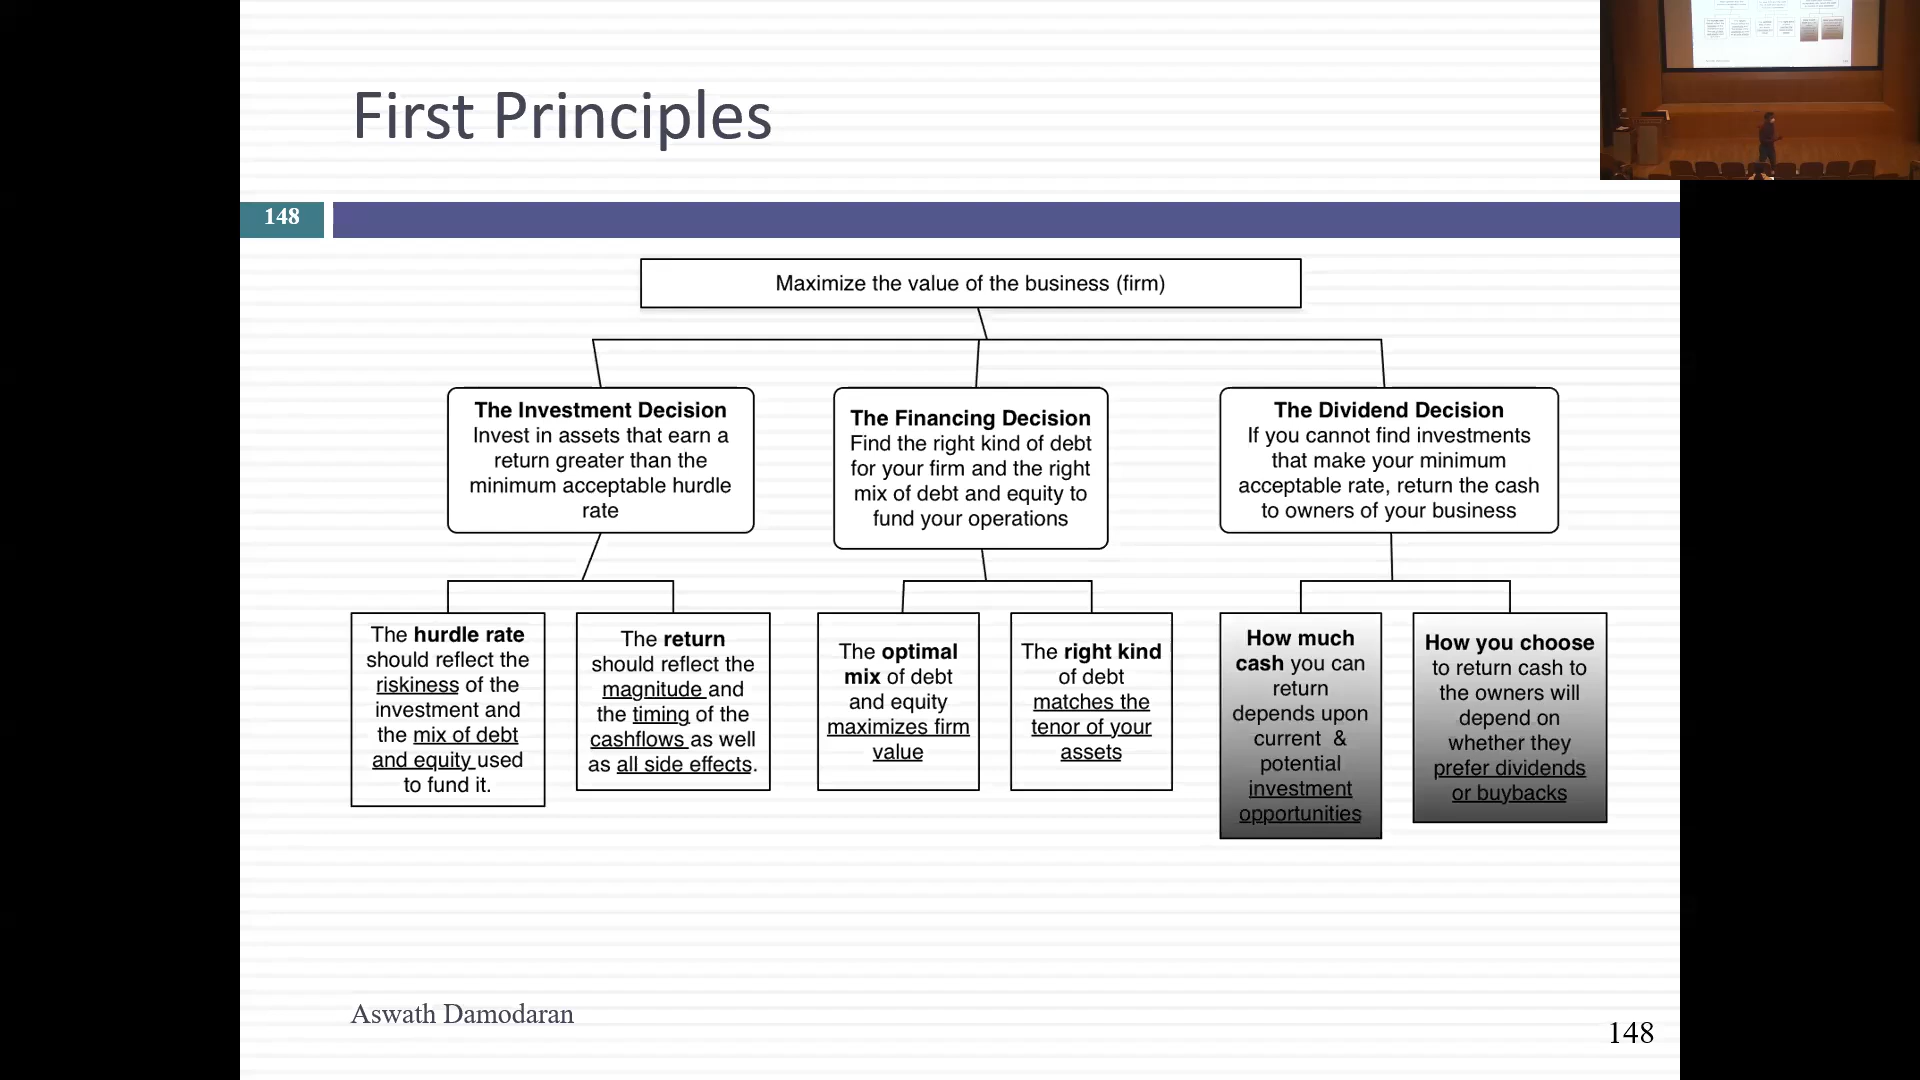 First Principles
148
Maximize the value of the business (firm)
The Investment Decision
Invest in assets that earn a
return greater than the
minimum acceptable hurdle
rate
The Financing Decision
Find the right kind of debt
for your firm and the right
mix of debt and equity to
fund your operations
The Dividend Decision
If you cannot find investments
that make your minimum
acceptable rate, return the cash
to owners of your business
The hurdle rate
should reflect the
riskiness of the
investment and
the mix of debt
and equity used
to fund it.
The return
should reflect the
magnitude and
the timing of the
cashflows as well
as all side effects.
The optimal
mix of debt
and equity
maximizes firm
value
The right kind
of debt
matches the
tenor of your
assets
How much
cash you can
return
depends upon
current &
potential
investment
opportunities
How you choose
to return cash to
the owners will
depend on
whether they
prefer dividends
or buybacks
Aswath Damodaran
148